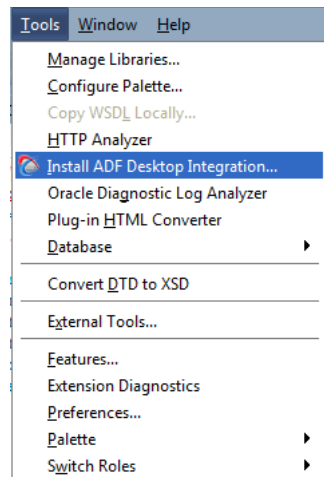 Tools Window Help
Manage Libraries...
Configure Palette...
Copy WSDL Locally...
HTTP Analyzer
Install ADF Desktop Integration...
Oracle Diagnostic Log Analyzer
Plug-in HTML Converter
Database
Convert DTD to XSD
External Tools...
Features...
Extension Diagnostics
Preferences...
Palette
Switch Roles